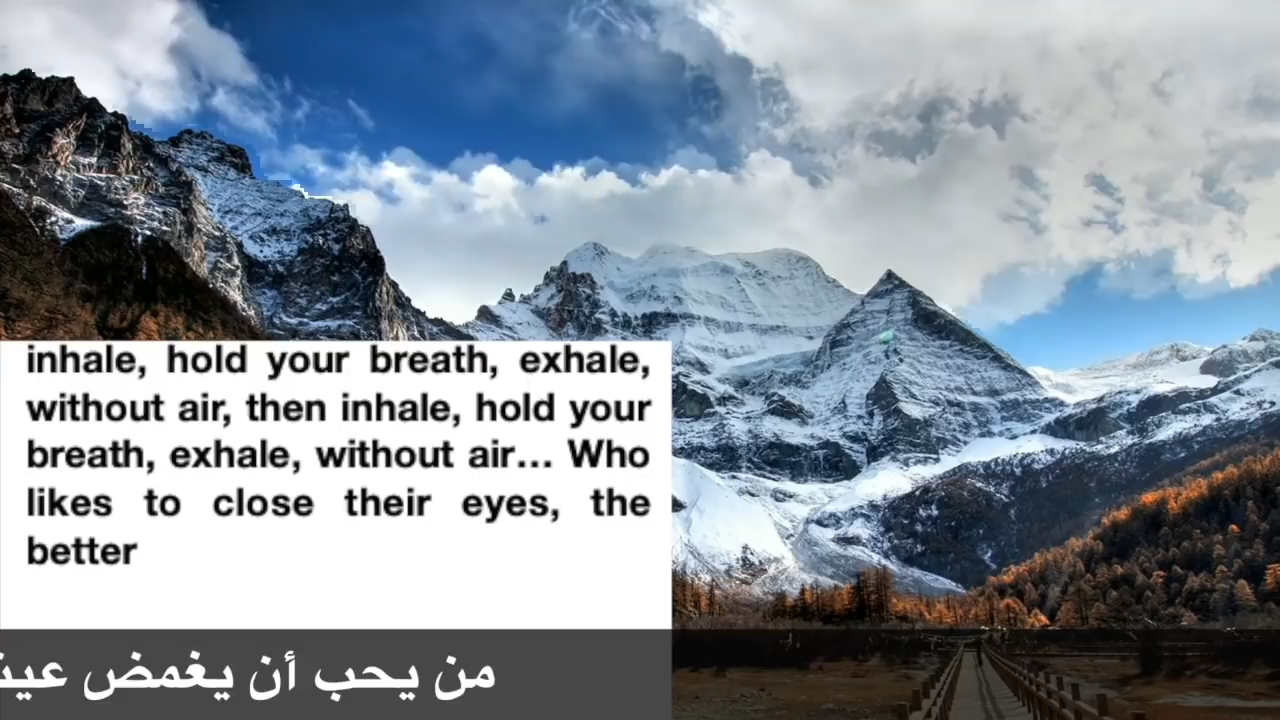 inhale, hold your breath, exhale,
without air, then inhale, hold your
breath, exhale, without air... Who
likes to close their eyes, the
better
من يحب أن يغمض